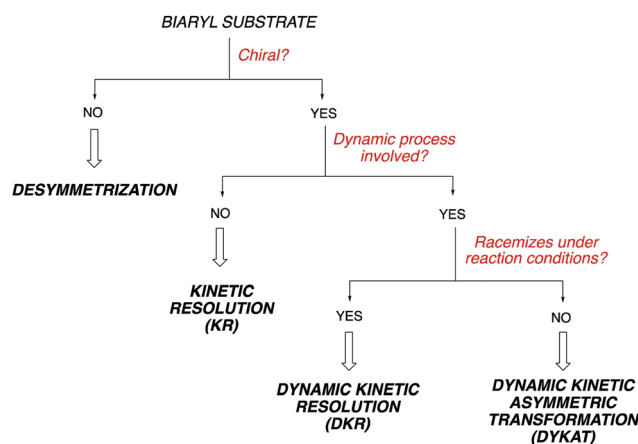 BIARYL SUBSTRATE
Chiral?
NO
YES
DESYMMETRIZATION
Dynamic process
involved?
NO
YES
KINETIC
RESOLUTION
(KR)
Racemizes under
reaction conditions?
YES
NO
DYNAMIC KINETIC
RESOLUTION
(DKR)
DYNAMIC KINETIC
ASYMMETRIC
TRANSFORMATION
(DYKAT)